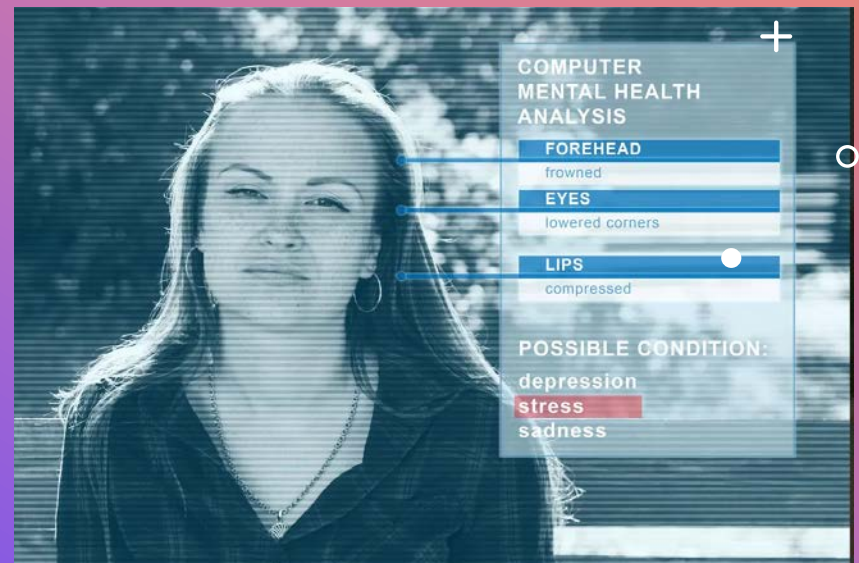 COMPUTER
MENTAL HEALTH
ANALYSIS
FOREHEAD
frowned
EYES
lowered corners
LIPS
compressed
POSSIBLE CONDITION:
depression
stress
sadness